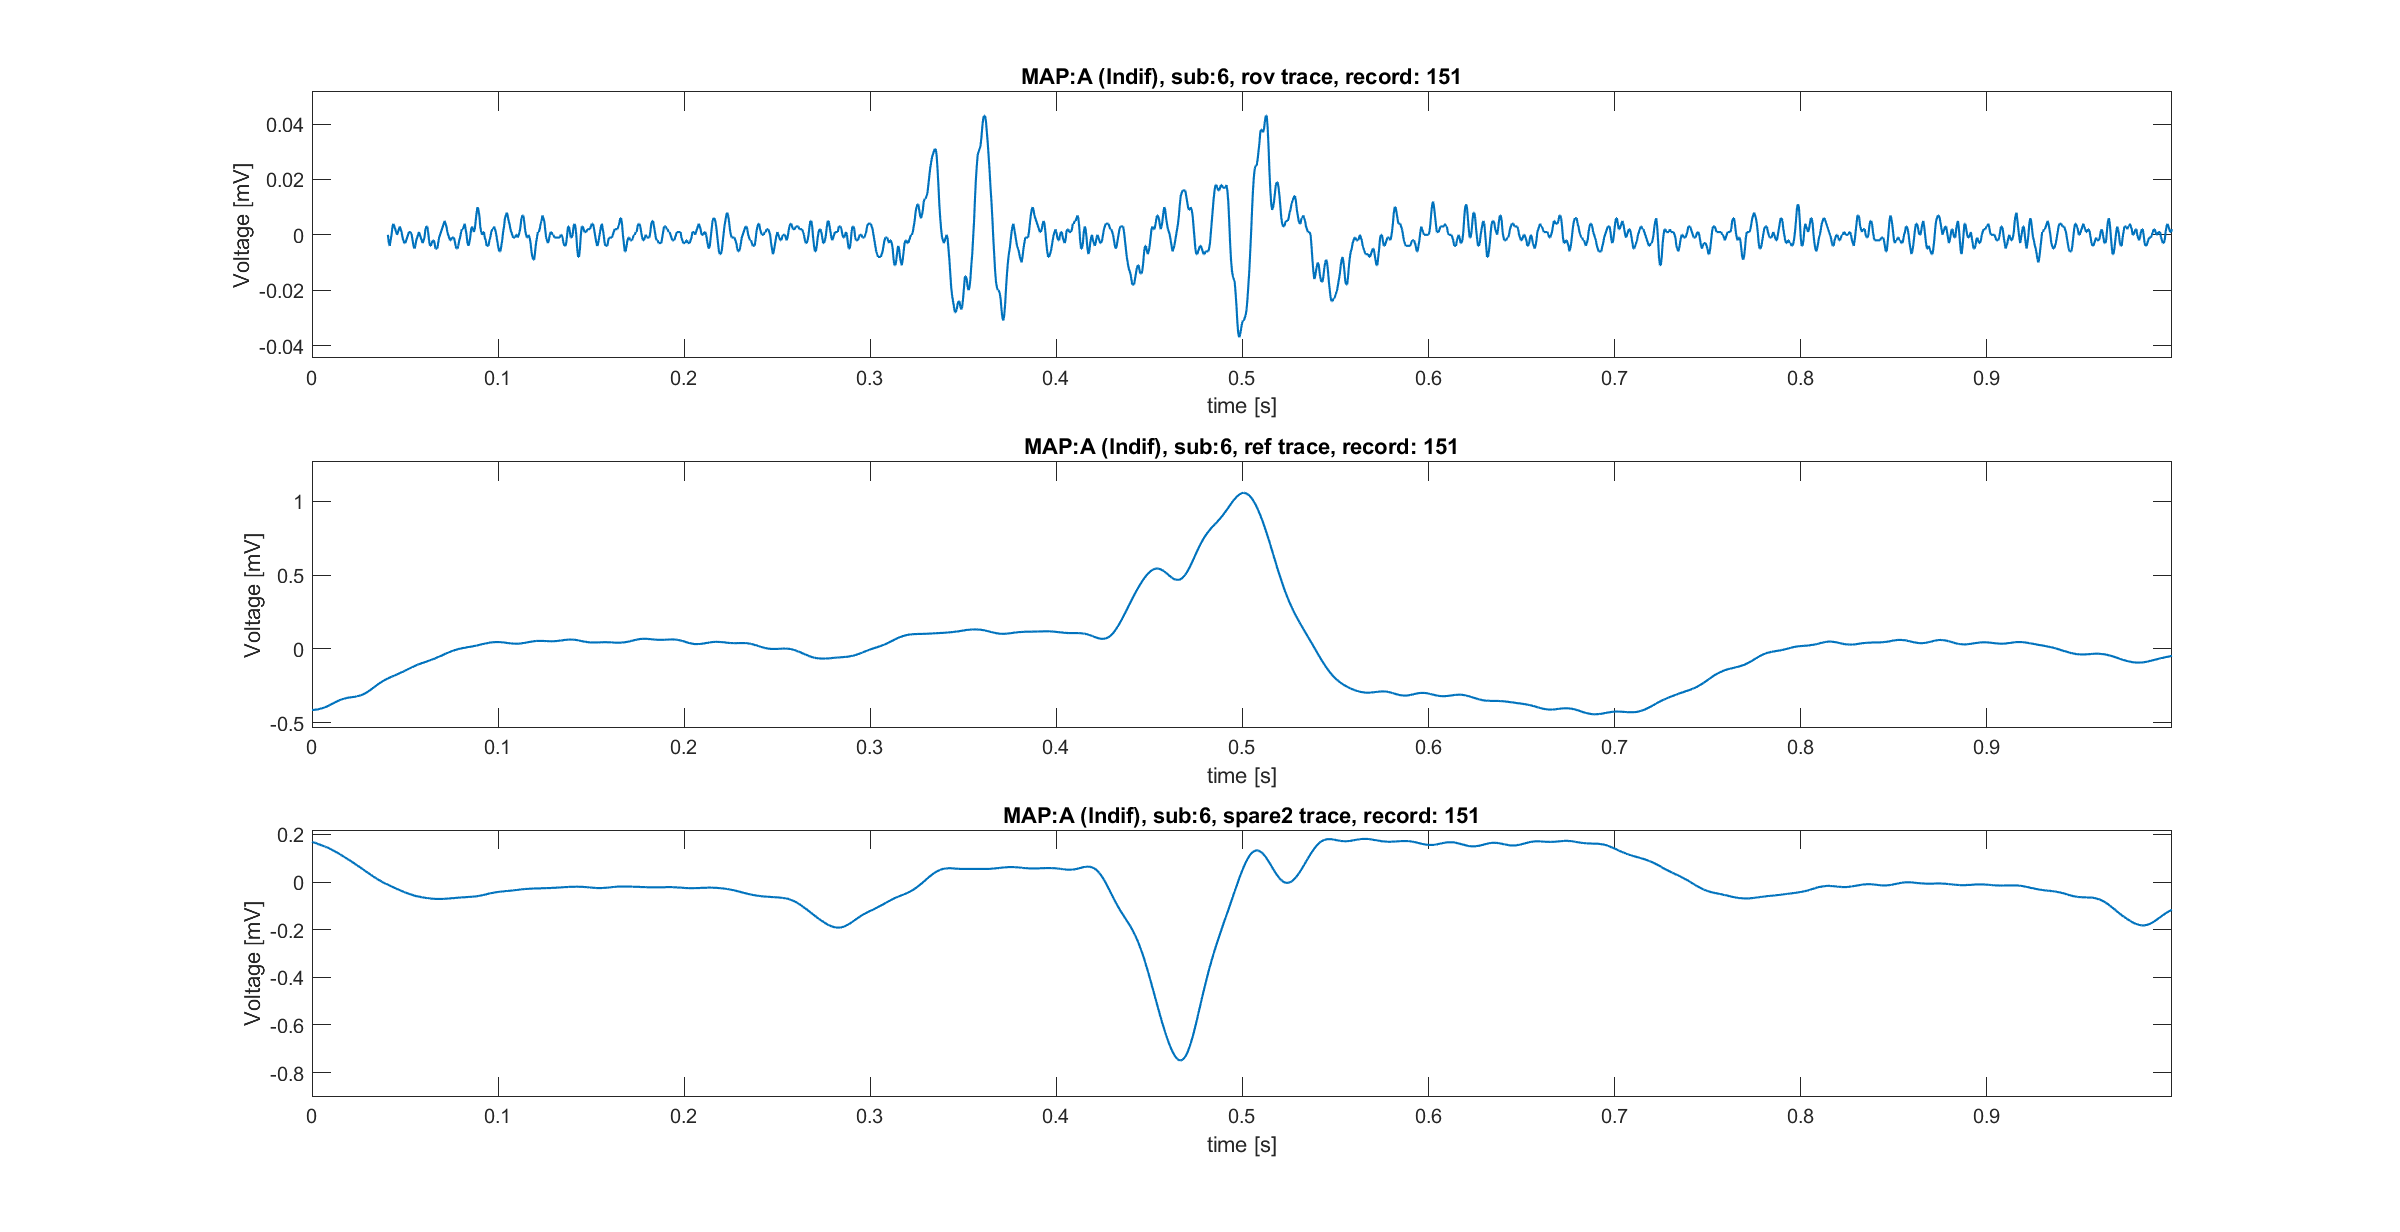 MAP:A (Indif), sub:6, rov trace, record: 151
Voltage [mV]
0.04
0.02
0
-0.02
-0.04
0 0.1 0.2 0.3 0.4 0.5 0.6 0.7 0.8 0.9
time [s]
MAP:A (Indif), sub:6, ref trace, record: 151
Voltage [mV]
1
0.5
0
-0.5
0 0.1 0.2 0.3 0.4 0.5 0.6 0.7 0.8 0.9
time [s]
MAP:A (Indif), sub:6, spare2 trace, record: 151
Voltage [mV]
0.2
0
-0.2
-0.4
-0.6
-0.8
0 0.1 0.2 0.3 0.4 0.5 0.6 0.7 0.8 0.9
time [s]